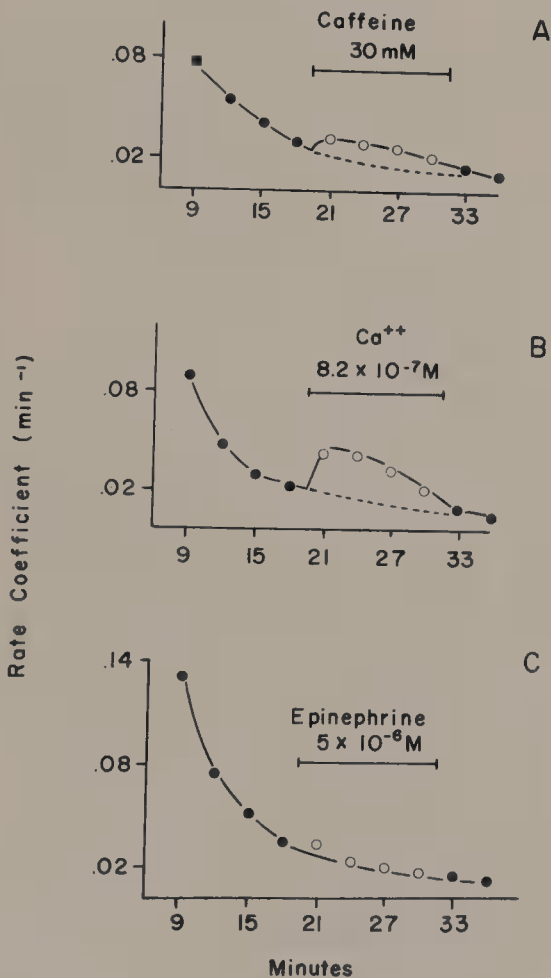 Caffeine
30 mM
A
.08
.02
9 15 21 27 33
Ca++
8.2 x 10-7M
B
.08
.02
9 15 21 27 33
Epinephrine
5 x 10-6M
C
.14
.08
.02
9 15 21 27 33
Minutes
Rate Coefficient (min -1)